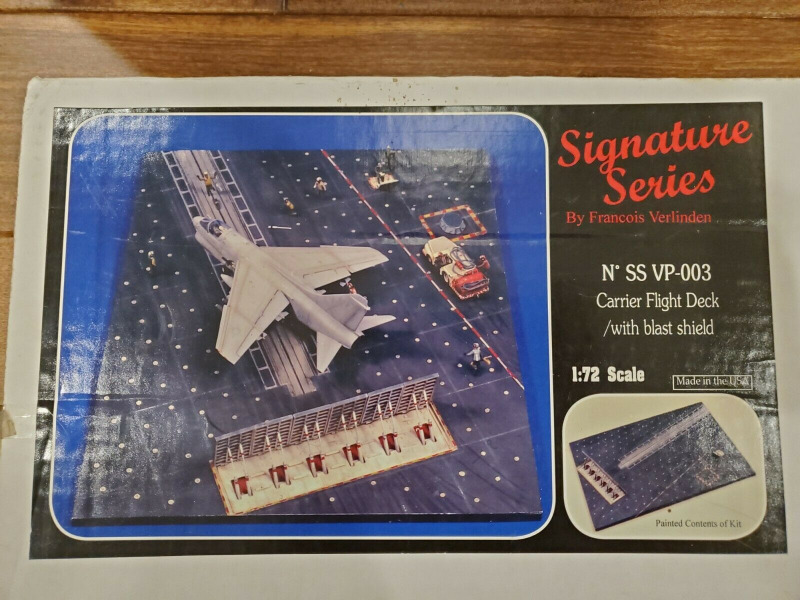 Signature
Series
By Francois Verlinden
N° SS VP-003
Carrier Flight Deck
/with blast shield
1:72 Scale
Made in the USA
Painted Contents of Kit